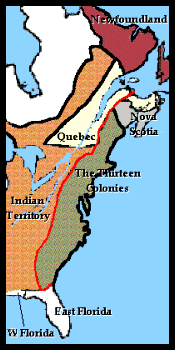 Newfoundland
Nova
Scotia
Quebec
The Thirteen
Colonies
Indian
Territory
East Florida
W Florida